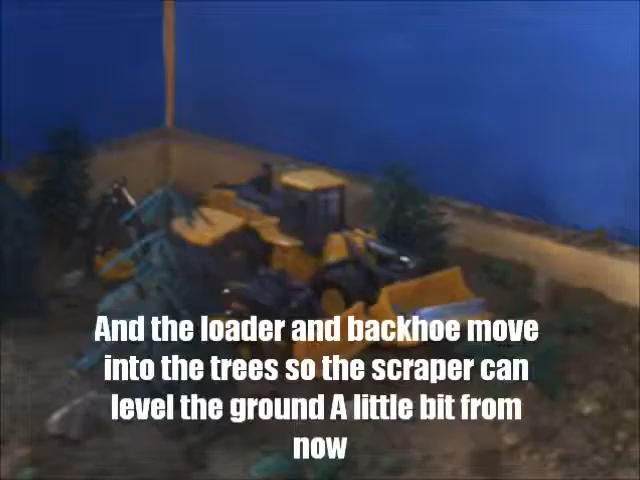 And the loader and backhoe move
into the trees so the scraper can
level the ground A little bit from
now